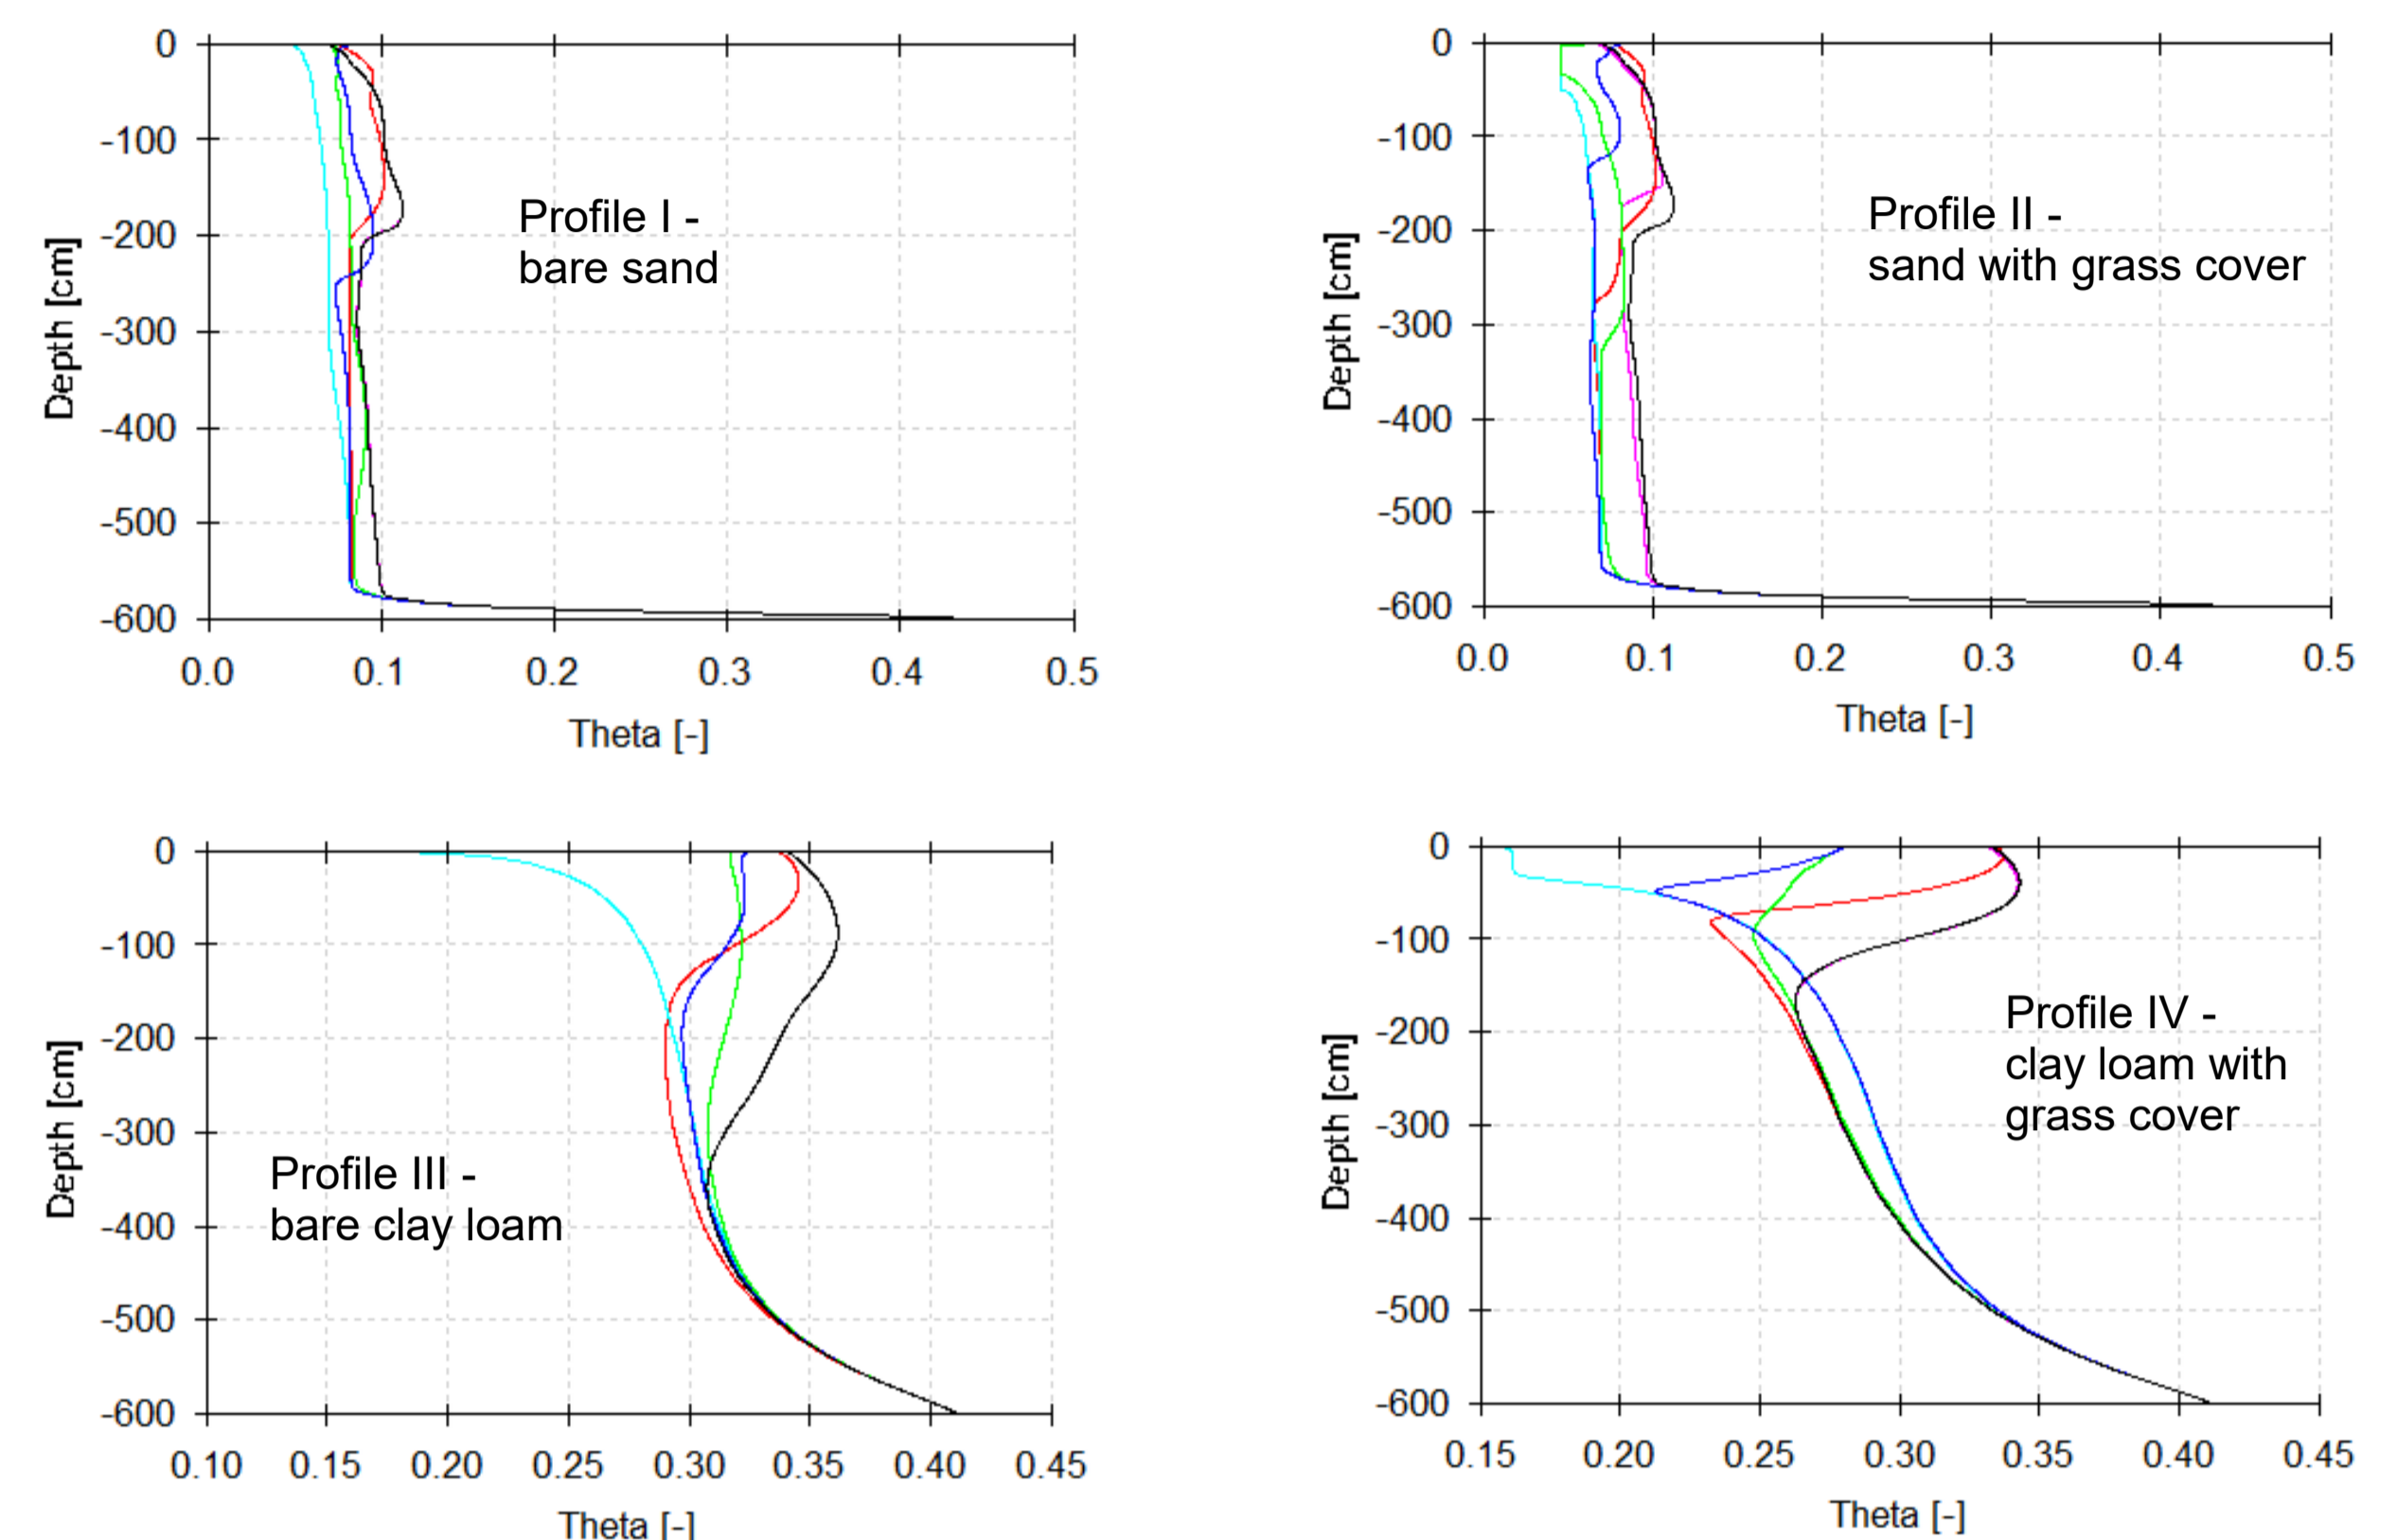 0
-100
-200
-300
-400
-500
-600
Depth [cm]
Profile I -
bare sand
0.0 0.1 0.2 0.3 0.4 0.5
Theta [-]
0
-100
-200
-300
-400
-500
-600
Depth [cm]
Profile II -
sand with grass cover
0.0 0.1 0.2 0.3 0.4 0.5
Theta [-]
0
-100
-200
-300
-400
-500
-600
Depth [cm]
Profile III -
bare clay loam
0.10 0.15 0.20 0.25 0.30 0.35 0.40 0.45
Theta [-]
0
-100
-200
-300
-400
-500
-600
Depth [cm]
Profile IV -
clay loam with
grass cover
0.15 0.20 0.25 0.30 0.35 0.40 0.45
Theta [-]